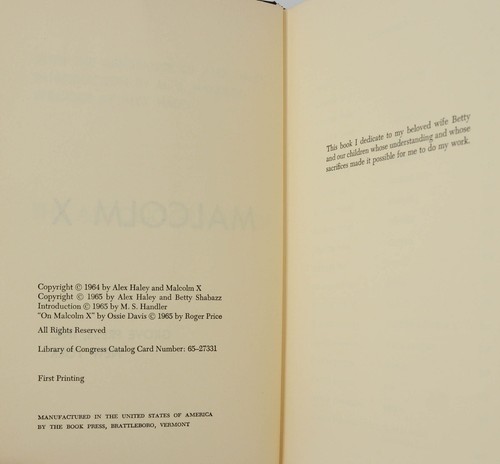 MALCOLM X
Copyright © 1964 by Alex Haley and Malcolm X
Copyright © 1965 by Alex Haley and Betty Shabazz
Introduction © 1965 by M. S. Handler
“On Malcolm X” by Ossie Davis © 1965 by Roger Price
All Rights Reserved
Library of Congress Catalog Card Number: 65–27331
First Printing
MANUFACTURED IN THE UNITED STATES OF AMERICA
BY THE BOOK PRESS, BRATTLEBORO, VERMONT
This book I dedicate to my beloved wife Betty
and our children whose understanding and whose
sacrifices made it possible for me to do my work.